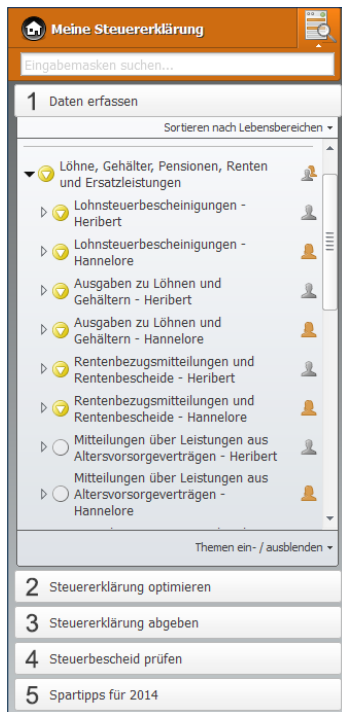 Meine Steuererklärung
Eingabemasken suchen...
1 Daten erfassen
Sortieren nach Lebensbereichen
Löhne, Gehälter, Pensionen, Renten
und Ersatzleistungen
Lohnsteuerbescheinigungen -
Heribert
Lohnsteuerbescheinigungen -
Hannelore
Ausgaben zu Löhnen und
Gehältern - Heribert
Ausgaben zu Löhnen und
Gehältern - Hannelore
Rentenbezugsmitteilungen und
Rentenbescheide - Heribert
Rentenbezugsmitteilungen und
Rentenbescheide - Hannelore
Mitteilungen über Leistungen aus
Altersvorsorgeverträgen - Heribert
Mitteilungen über Leistungen aus
Altersvorsorgeverträgen -
Hannelore
Themen ein- / ausblenden
2 Steuererklärung optimieren
3 Steuererklärung abgeben
4 Steuerbescheid prüfen
5 Spartipps für 2014